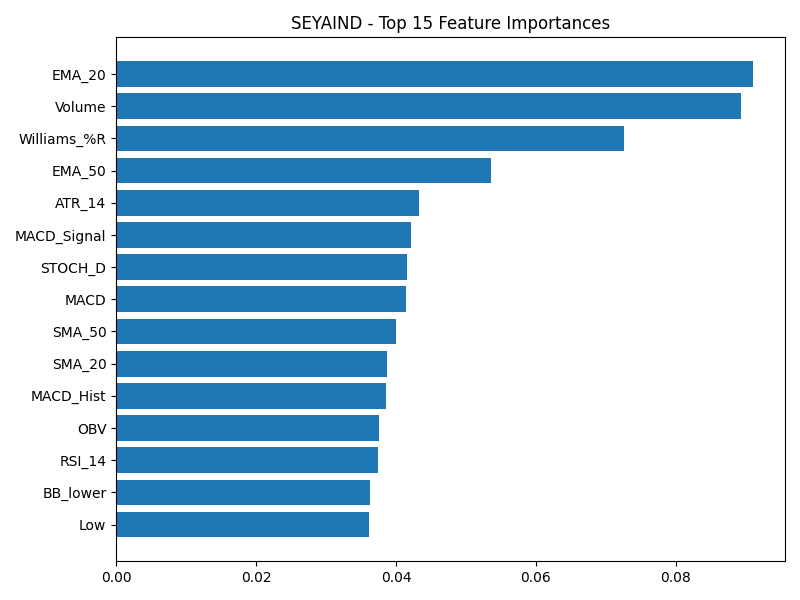 SEYAIND - Top 15 Feature Importances
EMA_20
Volume
Williams_%R
EMA_50
ATR_14
MACD_Signal
STOCH_D
MACD
SMA_50
SMA_20
MACD_Hist
OBV
RSI_14
BB_lower
Low
0.00 0.02 0.04 0.06 0.08